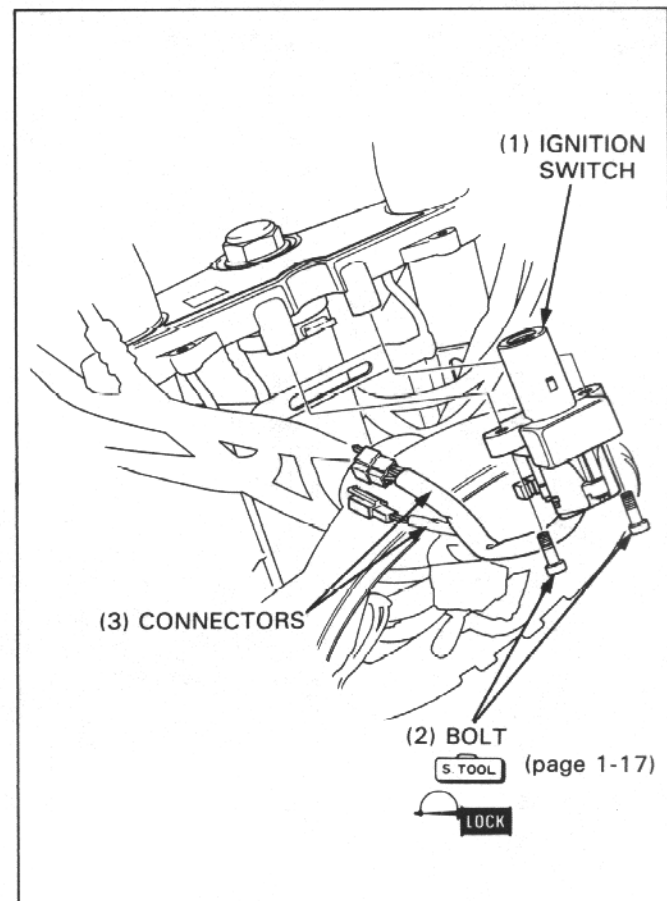 (1) IGNITION
SWITCH
(3) CONNECTORS
(2) BOLT
S. TOOL (page 1-17)
LOCK